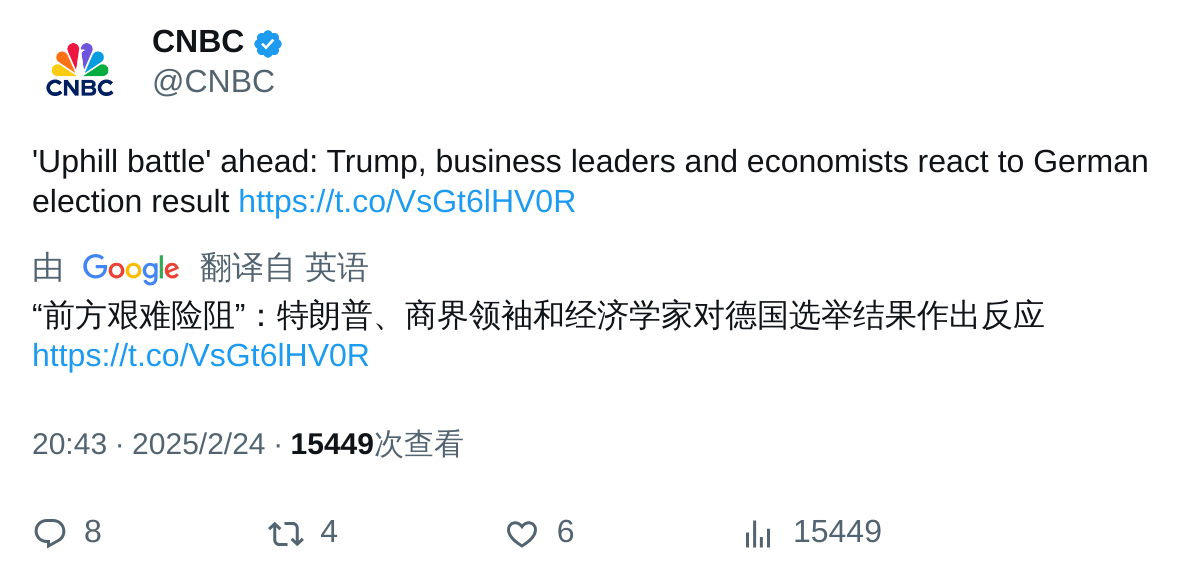 CNBC
CNBC
@CNBC
'Uphill battle' ahead: Trump, business leaders and economists react to German
election result https://t.co/VsGt6lHV0R
由 Google 翻译自 英语
“前方艰难险阻”：特朗普、商界领袖和经济学家对德国选举结果作出反应
https://t.co/VsGt6lHV0R
20:43 · 2025/2/24 · 15449次查看
8 4 6 15449